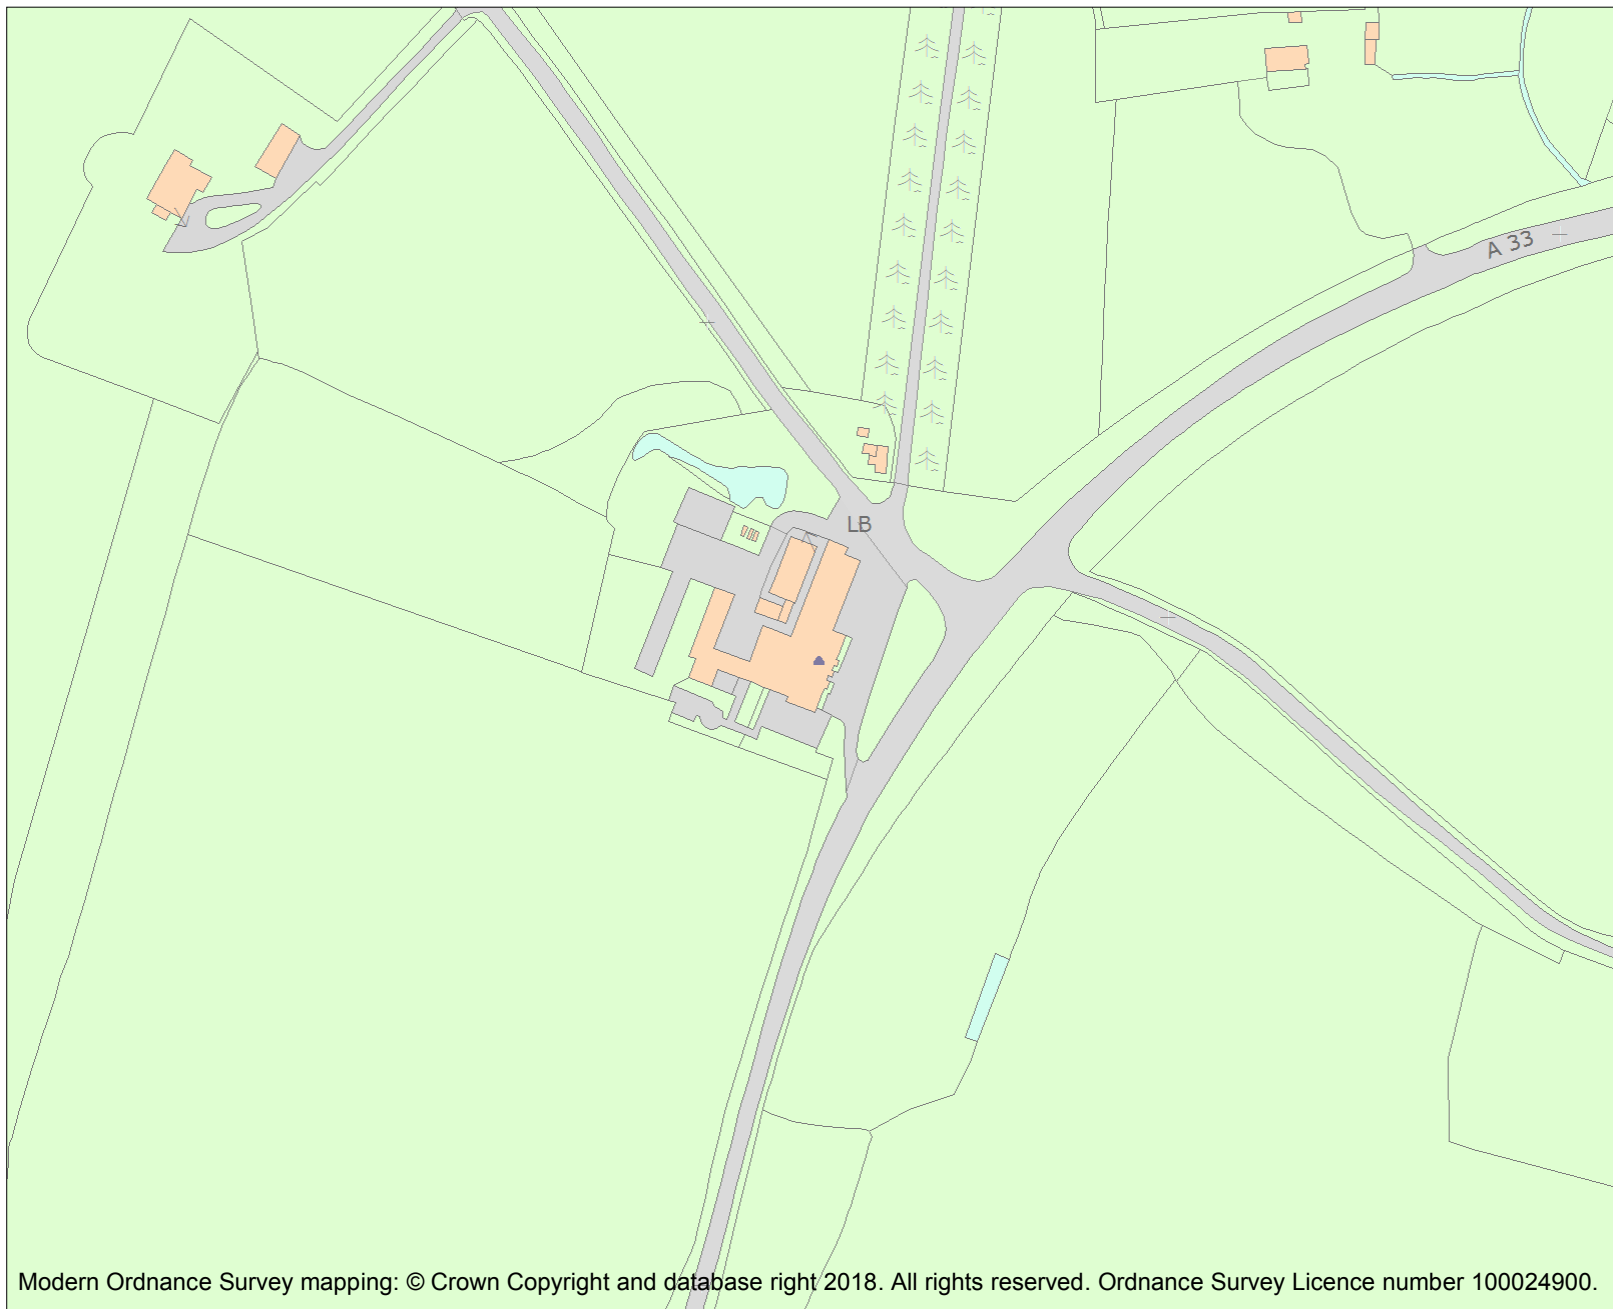 A 33
LB
Modern Ordnance Survey mapping: © Crown Copyright and database right 2018. All rights reserved. Ordnance Survey Licence number 100024900.